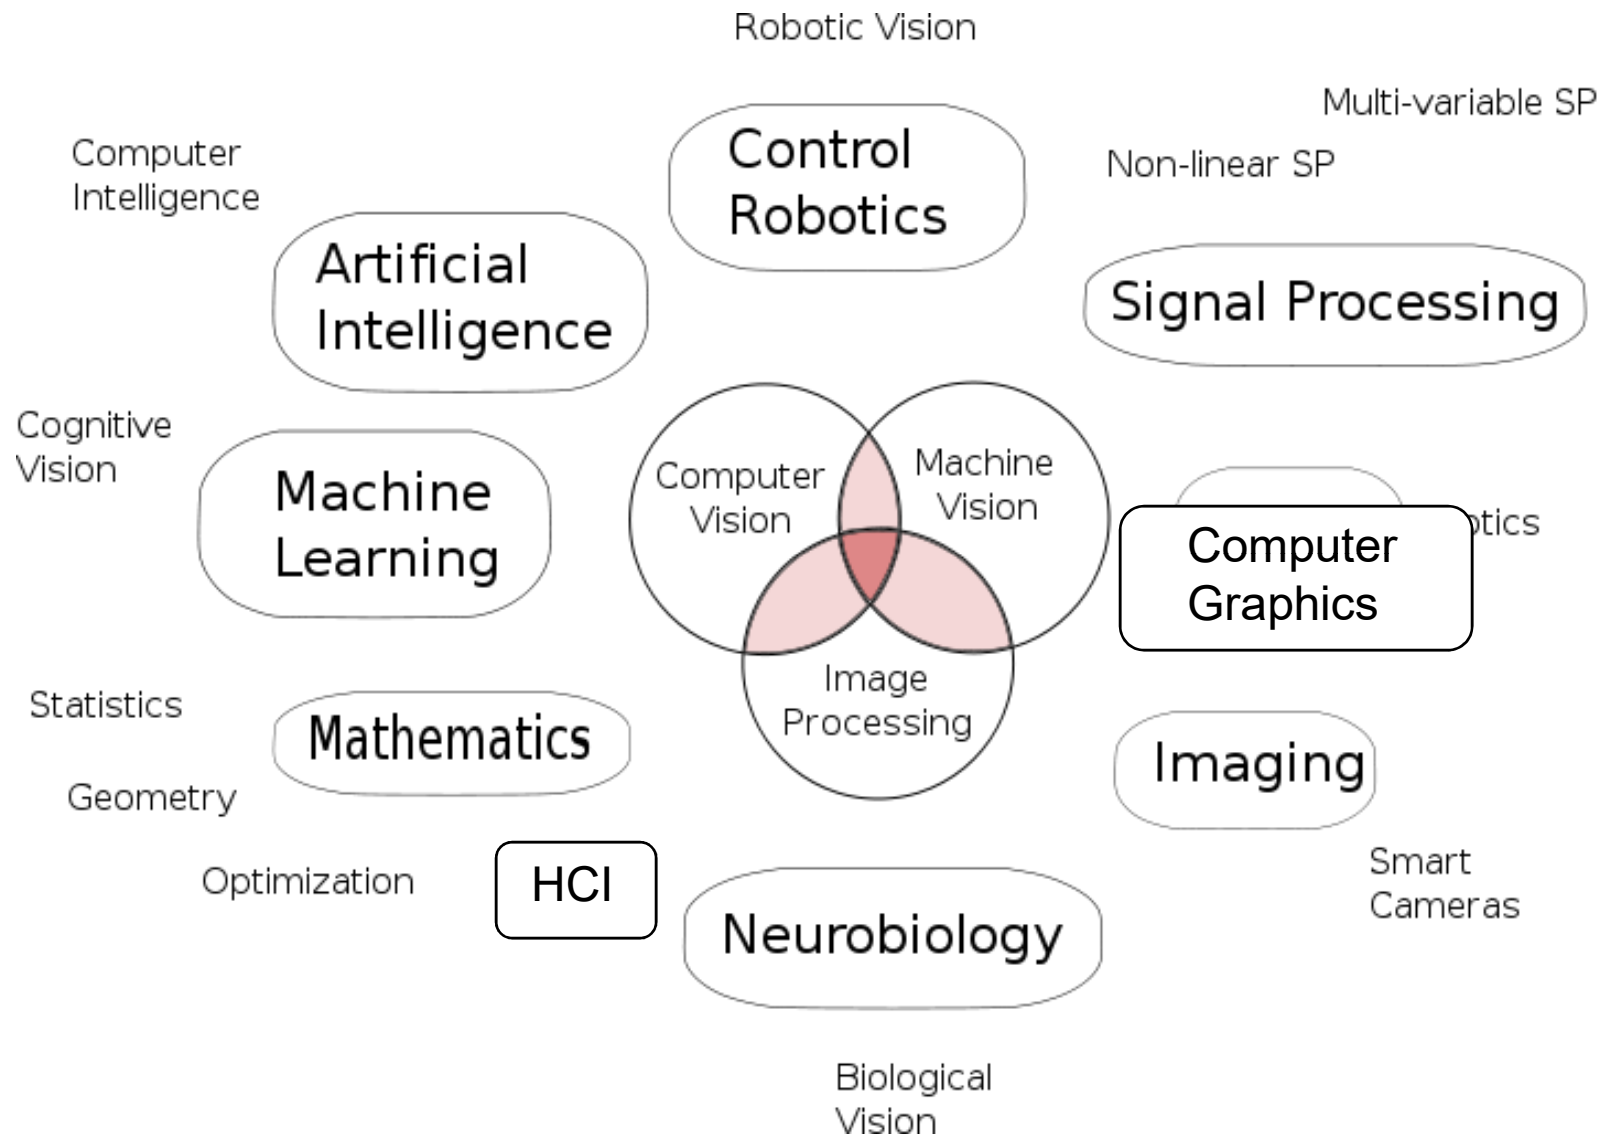 Robotic Vision
Multi-variable SP
Computer
Intelligence
Control
Robotics
Non-linear SP
Artificial
Intelligence
Signal Processing
Cognitive
Vision
Machine
Learning
Computer
Vision
Machine
Vision
Computer
Graphics
Image
Processing
Statistics
Mathematics
Imaging
Geometry
Optimization
HCI
Neurobiology
Smart
Cameras
Biological
Vision